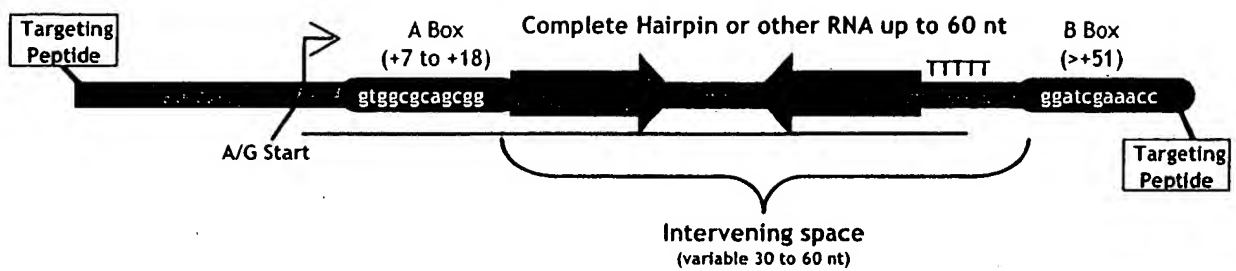 Targeting
Peptide
A Box
(+7 to +18)
Complete Hairpin or other RNA up to 60 nt
B Box
(>+51)
TTTTT
gtggcgcagcgg
ggatcgaaacc
A/G Start
Targeting
Peptide
Intervening space
(variable 30 to 60 nt)